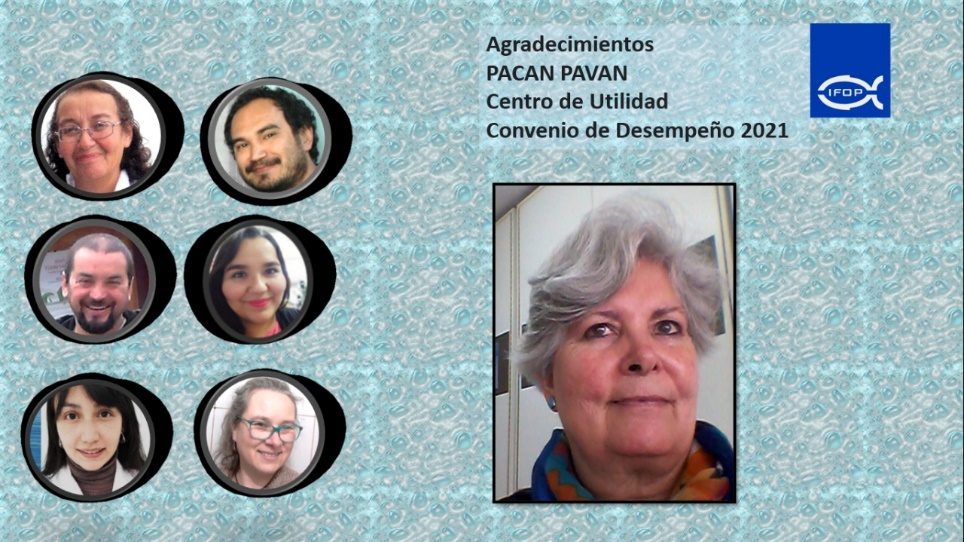 Agradecimientos
PACAN PAVAN
Centro de Utilidad
Convenio de Desempeño 2021
IFOP